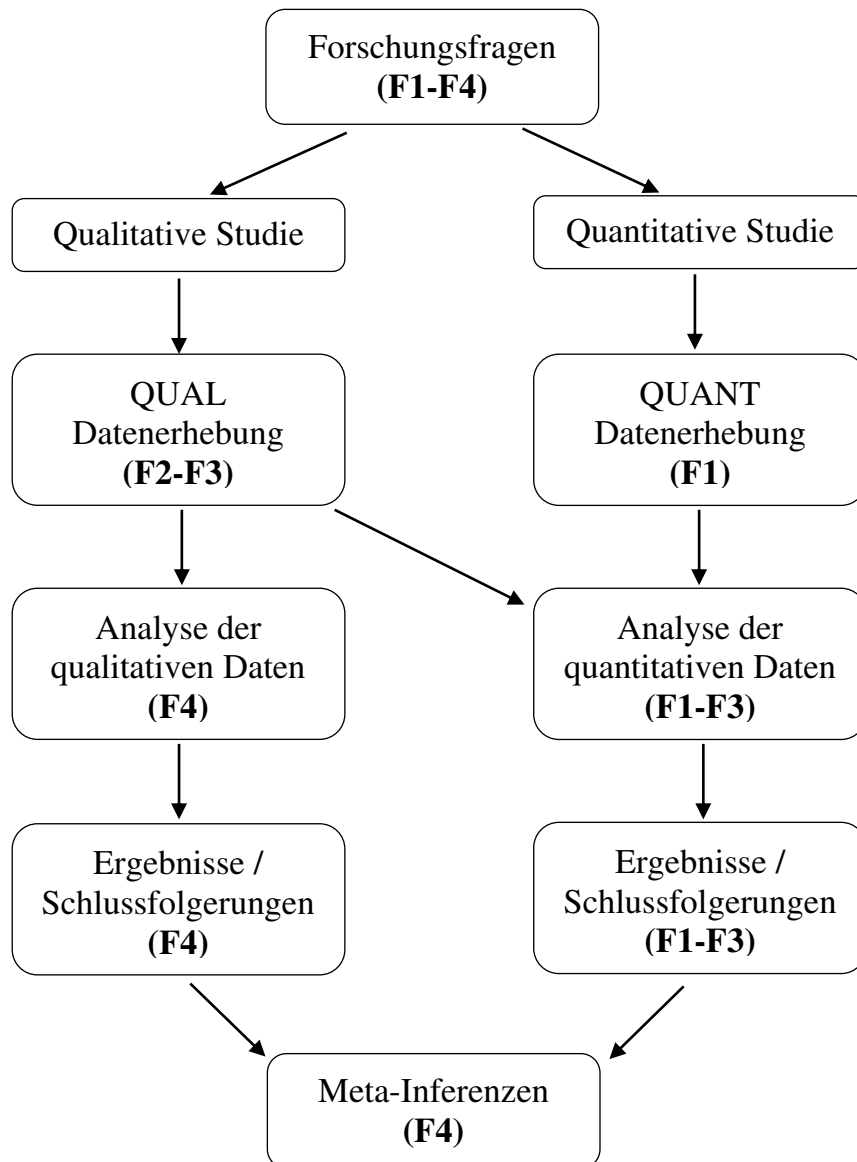 Forschungsfragen
(F1-F4)
Qualitative Studie
Quantitative Studie
QUAL
Datenerhebung
(F2-F3)
QUANT
Datenerhebung
(F1)
Analyse der
qualitativen Daten
(F4)
Analyse der
quantitativen Daten
(F1-F3)
Ergebnisse /
Schlussfolgerungen
(F4)
Ergebnisse /
Schlussfolgerungen
(F1-F3)
Meta-Inferenzen
(F4)